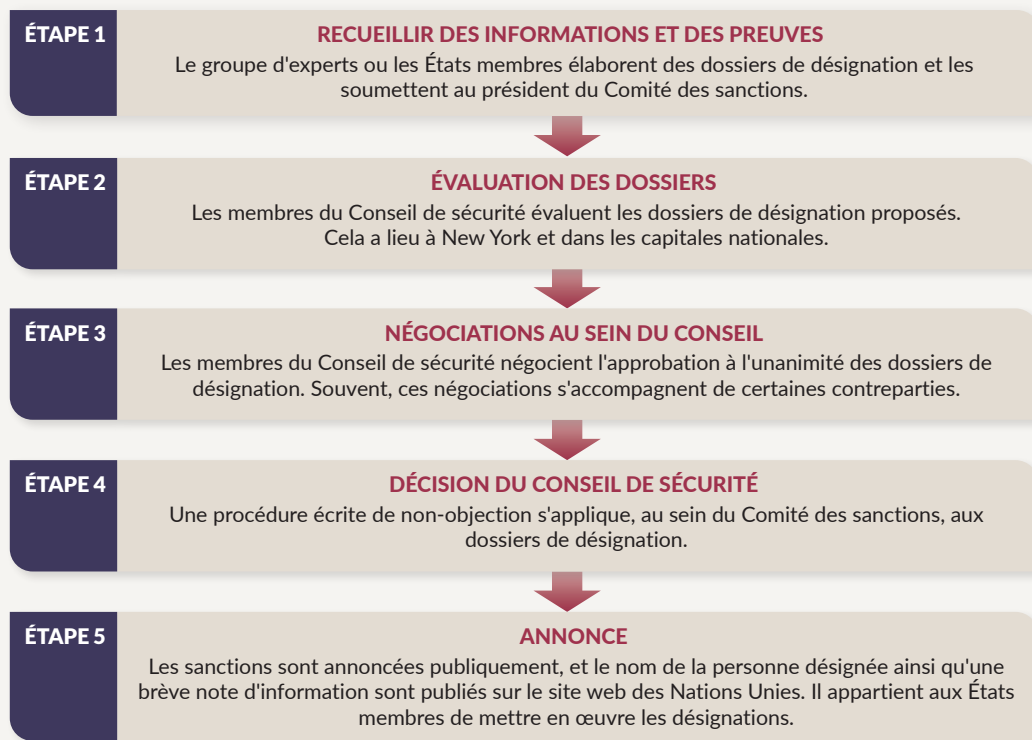 ÉTAPE 1
RECUEILLIR DES INFORMATIONS ET DES PREUVES
Le groupe d'experts ou les États membres élaborent des dossiers de désignation et les
soumettent au président du Comité des sanctions.
ÉTAPE 2
ÉVALUATION DES DOSSIERS
Les membres du Conseil de sécurité évaluent les dossiers de désignation proposés.
Cela a lieu à New York et dans les capitales nationales.
ÉTAPE 3
NÉGOCIATIONS AU SEIN DU CONSEIL
Les membres du Conseil de sécurité négocient l'approbation à l'unanimité des dossiers de
désignation. Souvent, ces négociations s'accompagnent de certaines contreparties.
ÉTAPE 4
DÉCISION DU CONSEIL DE SÉCURITÉ
Une procédure écrite de non-objection s'applique, au sein du Comité des sanctions, aux
dossiers de désignation.
ÉTAPE 5
ANNONCE
Les sanctions sont annoncées publiquement, et le nom de la personne désignée ainsi qu'une
brève note d'information sont publiés sur le site web des Nations Unies. Il appartient aux États
membres de mettre en œuvre les désignations.